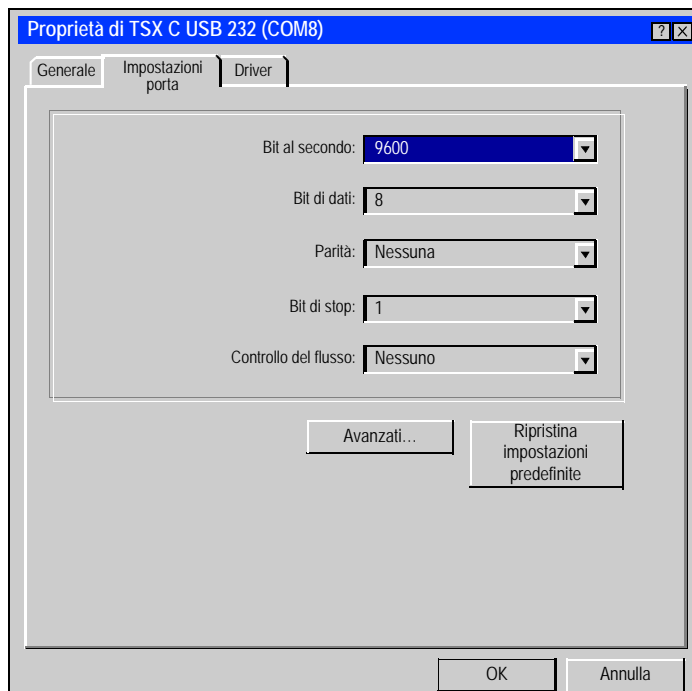 Proprietà di TSX C USB 232 (COM8)
?
Generale
Impostazioni
porta
Driver
Bit al secondo: 9600
Bit di dati: 8
Parità: Nessuna
Bit di stop: 1
Controllo del flusso: Nessuno
Avanzati...
Ripristina
impostazioni
predefinite
OK
Annulla